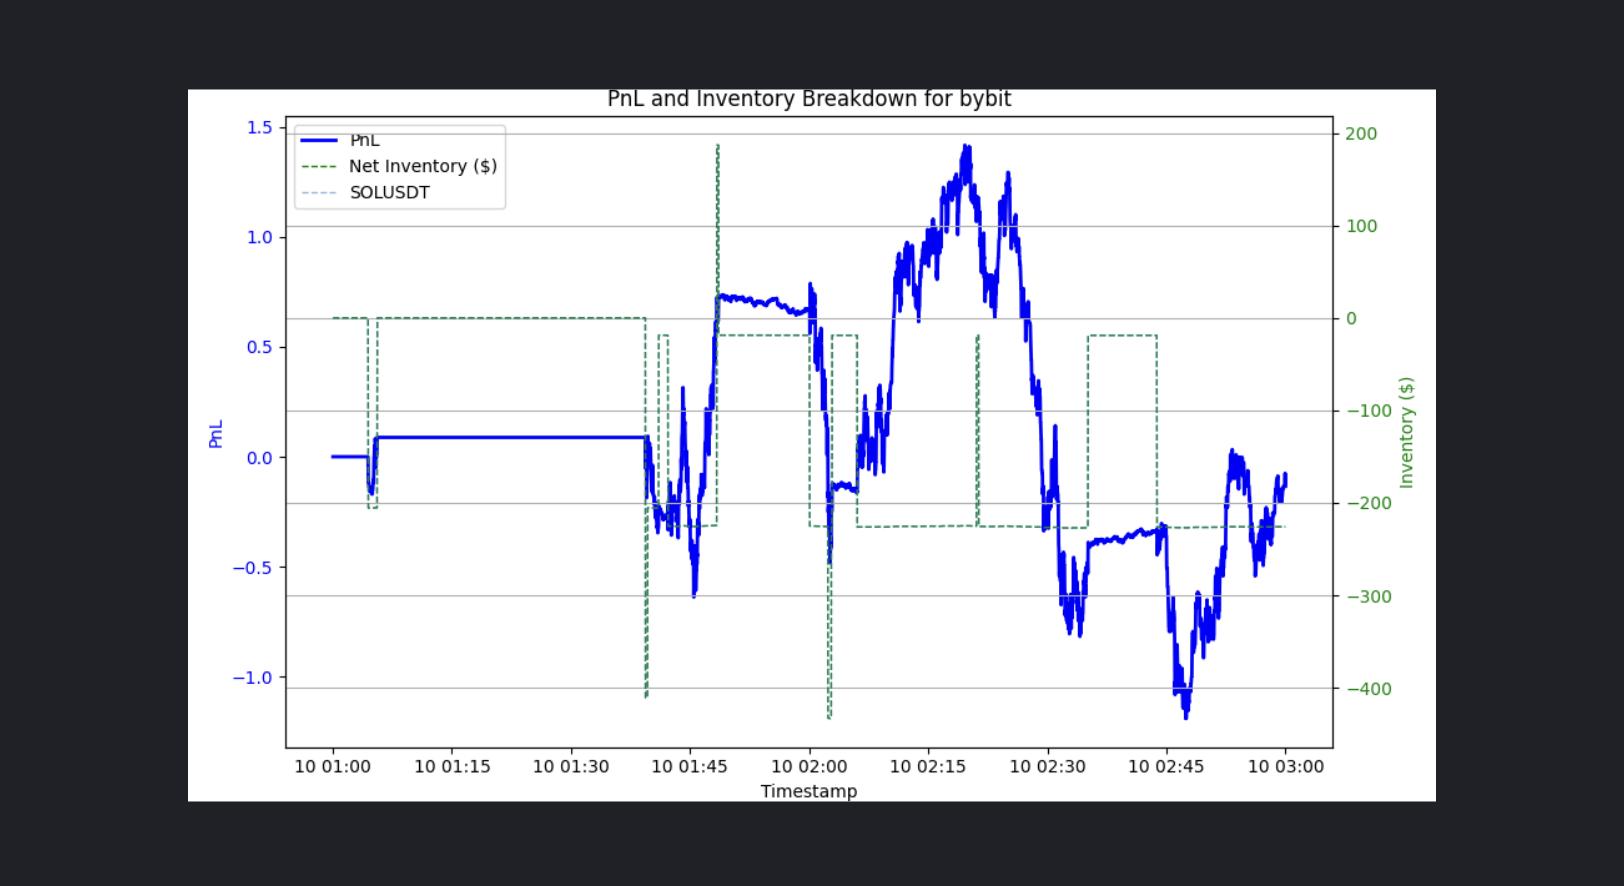 PnL and Inventory Breakdown for bybit
PnL
Net Inventory ($)
SOLUSDT
1.5
1.0
0.5
0.0
−0.5
−1.0
PnL
200
100
0
−100
−200
−300
−400
Inventory ($)
10 01:00 10 01:15 10 01:30 10 01:45 10 02:00 10 02:15 10 02:30 10 02:45 10 03:00
Timestamp